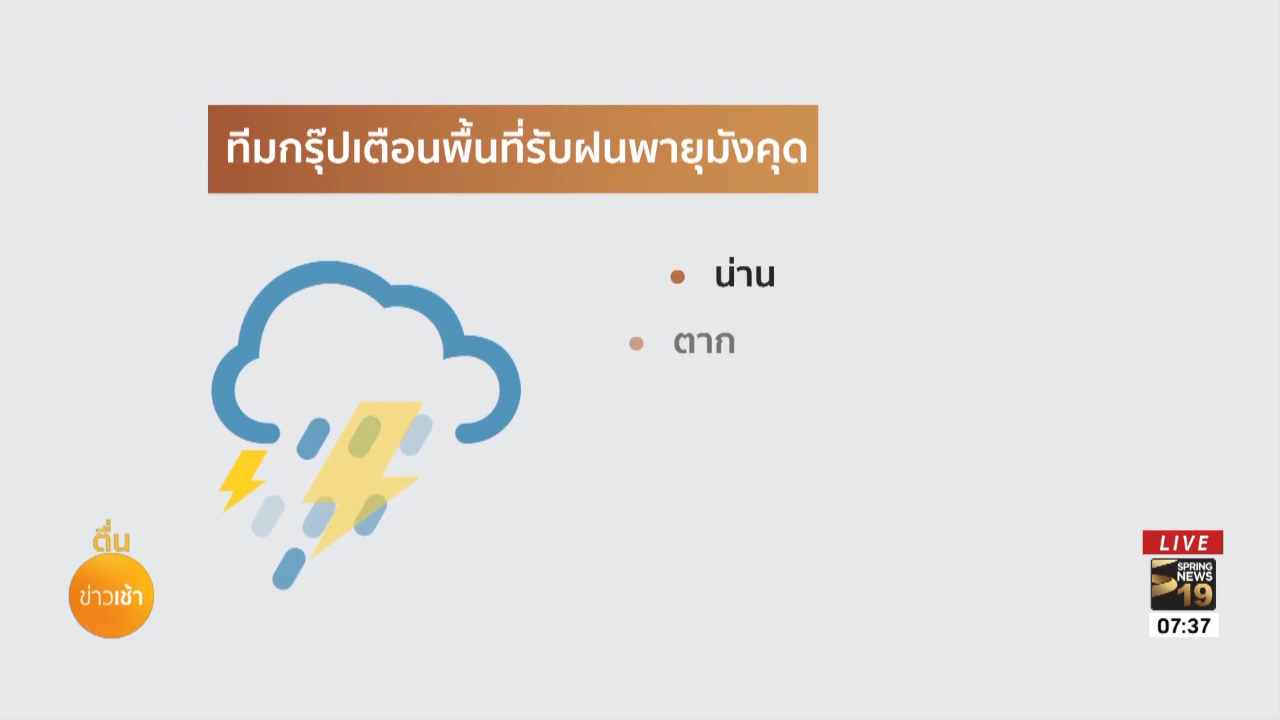 ทีมกรุ๊ปเตือนพื้นที่รับฝนพายุมังคุด
น่าน
ตาก
ตื่น
ข่าวเช้า
LIVE
SPRING
NEWS
19
07:37